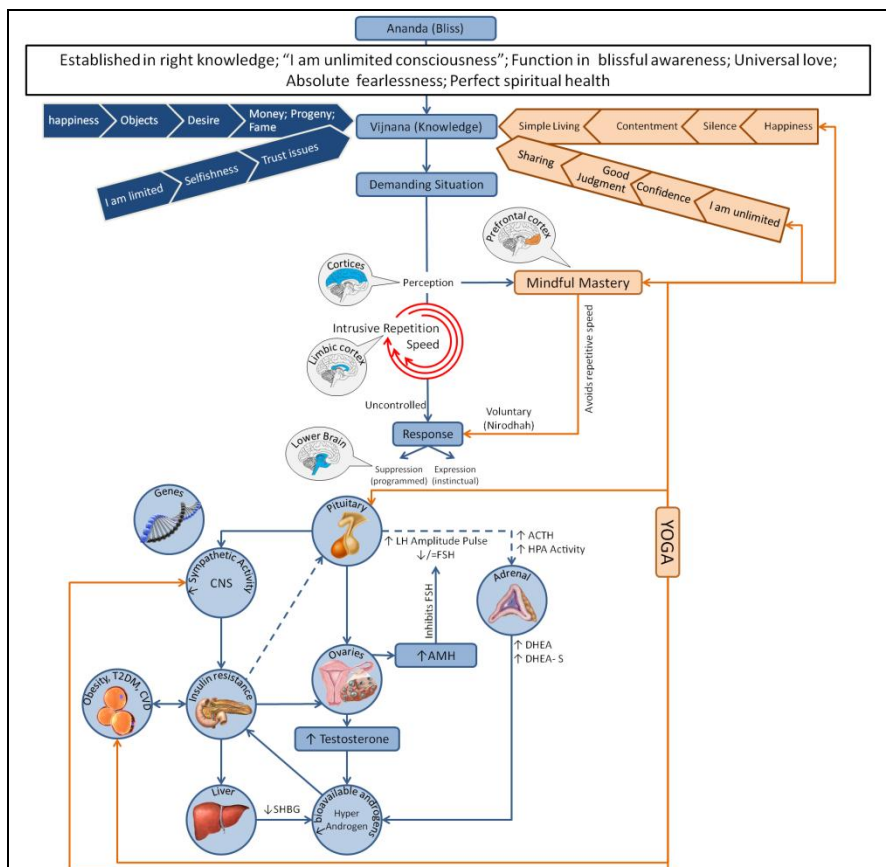 Ananda (Bliss)
Established in right knowledge; “I am unlimited consciousness”; Function in blissful awareness; Universal love;
Absolute fearlessness; Perfect spiritual health
happiness
Objects
Desire
Money; Progeny;
Fame
Vijnana (Knowledge)
Simple Living
Contentment
Silence
Happiness
I am limited
Selfishness
Trust issues
Sharing
Good
Judgment
Confidence
I am unlimited
Demanding Situation
Prefrontal cortex
Cortices
Perception
Mindful Mastery
Intrusive Repetition
Speed
Limbic cortex
Avoids repetitive speed
Uncontrolled
Voluntary
(Nirodhah)
Response
Lower Brain
Suppression
(programmed)
Expression
(instinctual)
Genes
Pituitary
↑ LH Amplitude Pulse
↓/=FSH
↑ ACTH
↑ HPA Activity
YOGA
↑ Sympathetic Activity
CNS
Adrenal
Inhibits FSH
↑ DHEA
↑ DHEA- S
Ovaries
↑AMH
Obesity, T2DM, CVD
Insulin resistance
↑ Testosterone
Liver
↓SHBG
↑ bioavailable androgens
Hyper
Androgen